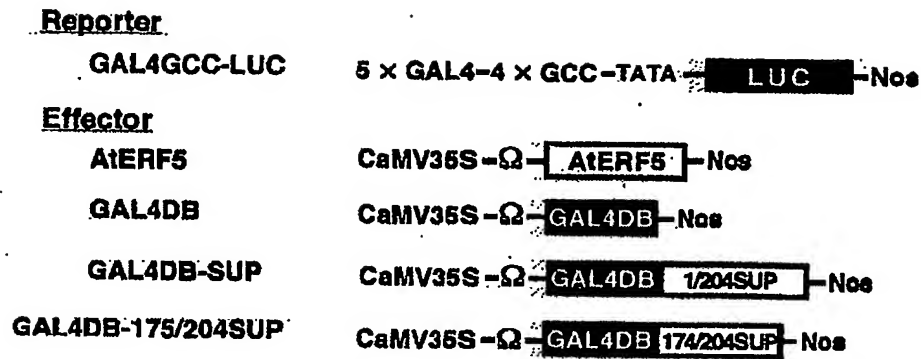 Reporter
GAL4GCC-LUC 5 × GAL4-4 × GCC-TATA LUC Nos
Effector
AtERF5 CaMV35S-Ω AtERF5 Nos
GAL4DB CaMV35S-Ω GAL4DB Nos
GAL4DB-SUP CaMV35S-Ω GAL4DB 1/204SUP Nos
GAL4DB-175/204SUP CaMV35S-Ω GAL4DB 174/204SUP Nos